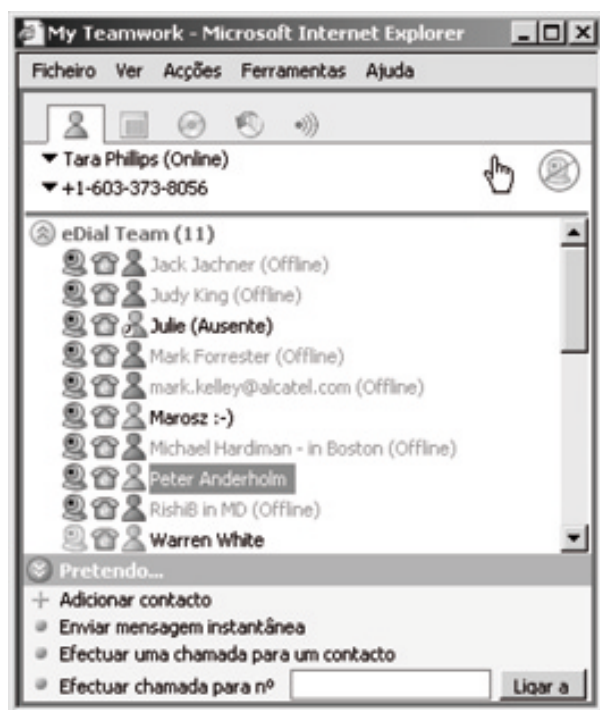 My Teamwork - Microsoft Internet Explorer
Ficheiro Ver Acções Ferramentas Ajuda
Tara Phillips (Online)
+1-603-373-8056
eDial Team (11)
Jack Jachner (Offline)
Judy King (Offline)
Julie (Ausente)
Mark Forrester (Offline)
mark.kelley@alcatel.com (Offline)
Marosz :-)
Michael Hardiman - in Boston (Offline)
Peter Anderholm
RishiB in MD (Offline)
Warren White
Pretendo...
Adicionar contacto
Enviar mensagem instantânea
Efectuar uma chamada para um contacto
Efectuar chamada para nº Ligar a